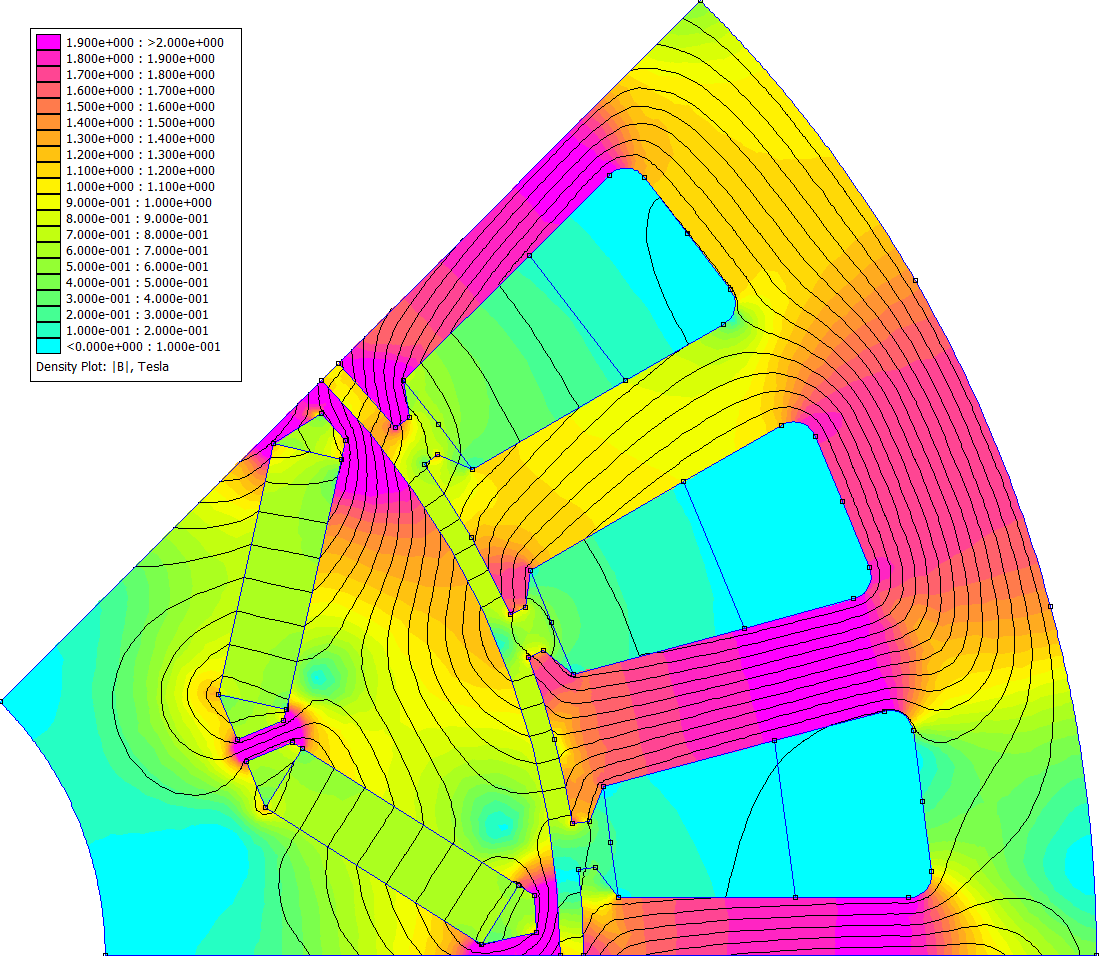 1.900e+000 : >2.000e+000
1.800e+000 : 1.900e+000
1.700e+000 : 1.800e+000
1.600e+000 : 1.700e+000
1.500e+000 : 1.600e+000
1.400e+000 : 1.500e+000
1.300e+000 : 1.400e+000
1.200e+000 : 1.300e+000
1.100e+000 : 1.200e+000
1.000e+000 : 1.100e+000
9.000e-001 : 1.000e+000
8.000e-001 : 9.000e-001
7.000e-001 : 8.000e-001
6.000e-001 : 7.000e-001
5.000e-001 : 6.000e-001
4.000e-001 : 5.000e-001
3.000e-001 : 4.000e-001
2.000e-001 : 3.000e-001
1.000e-001 : 2.000e-001
<0.000e+000 : 1.000e-001
Density Plot: |B|, Tesla